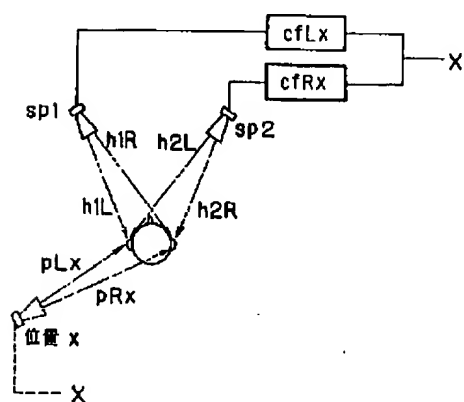 cfLx
X
cfRx
sp1
sp2
h1R
h2L
h1L
h2R
pLx
pRx
位置 x
X